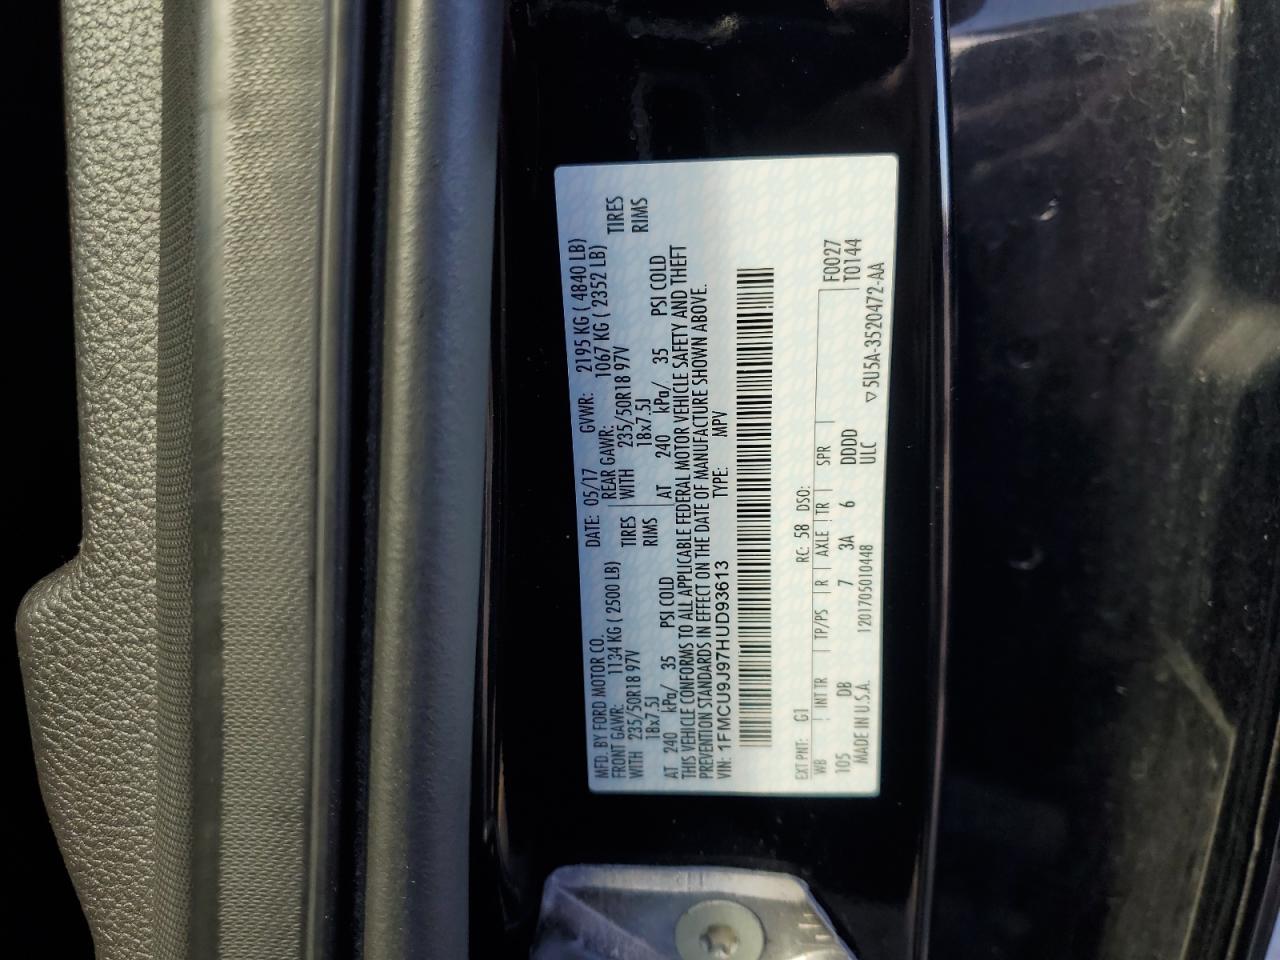 MFD. BY FORD MOTOR CO. DATE: 05/17 GVWR: 2195 KG ( 4840 LB)
FRONT GAWR: 1134 KG ( 2500 LB) REAR GAWR: 1067 KG ( 2352 LB)
WITH 235/50R18 97V TIRES WITH 235/50R18 97V TIRES
18x7.5J RIMS 18x7.5J RIMS
AT 240 kPa/ 35 PSI COLD AT 240 kPa/ 35 PSI COLD
THIS VEHICLE CONFORMS TO ALL APPLICABLE FEDERAL MOTOR VEHICLE SAFETY AND THEFT
PREVENTION STANDARDS IN EFFECT ON THE DATE OF MANUFACTURE SHOWN ABOVE.
VIN: 1FMCU9J97HUD93613 TYPE: MPV
EXT PNT: G1 RC: 58 DSO: F0027
WB INT TR TP/PS R AXLE TR SPR T0144
105 DB 7 3A 6 DDDD
MADE IN U.S.A. 1201705010448 ULC ▽5U5A-3520472-AA